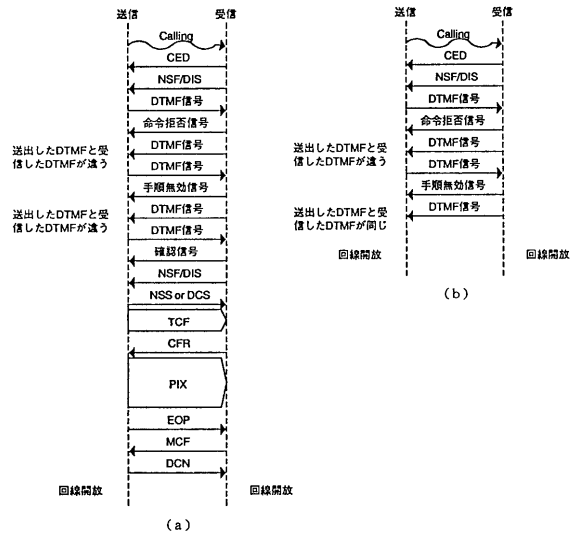 送信 受信
Calling
CED
NSF/DIS
DTMF信号
命令拒否信号
送出したDTMFと受
信したDTMFが違う
DTMF信号
DTMF信号
手順無効信号
送出したDTMFと受
信したDTMFが違う
DTMF信号
DTMF信号
確認信号
NSF/DIS
NSS or DCS
TCF
CFR
PIX
EOP
MCF
DCN
回線開放 回線開放
(a)
送信 受信
Calling
CED
NSF/DIS
DTMF信号
命令拒否信号
送出したDTMFと受
信したDTMFが違う
DTMF信号
DTMF信号
手順無効信号
送出したDTMFと受
信したDTMFが同じ
DTMF信号
回線開放 回線開放
(b)